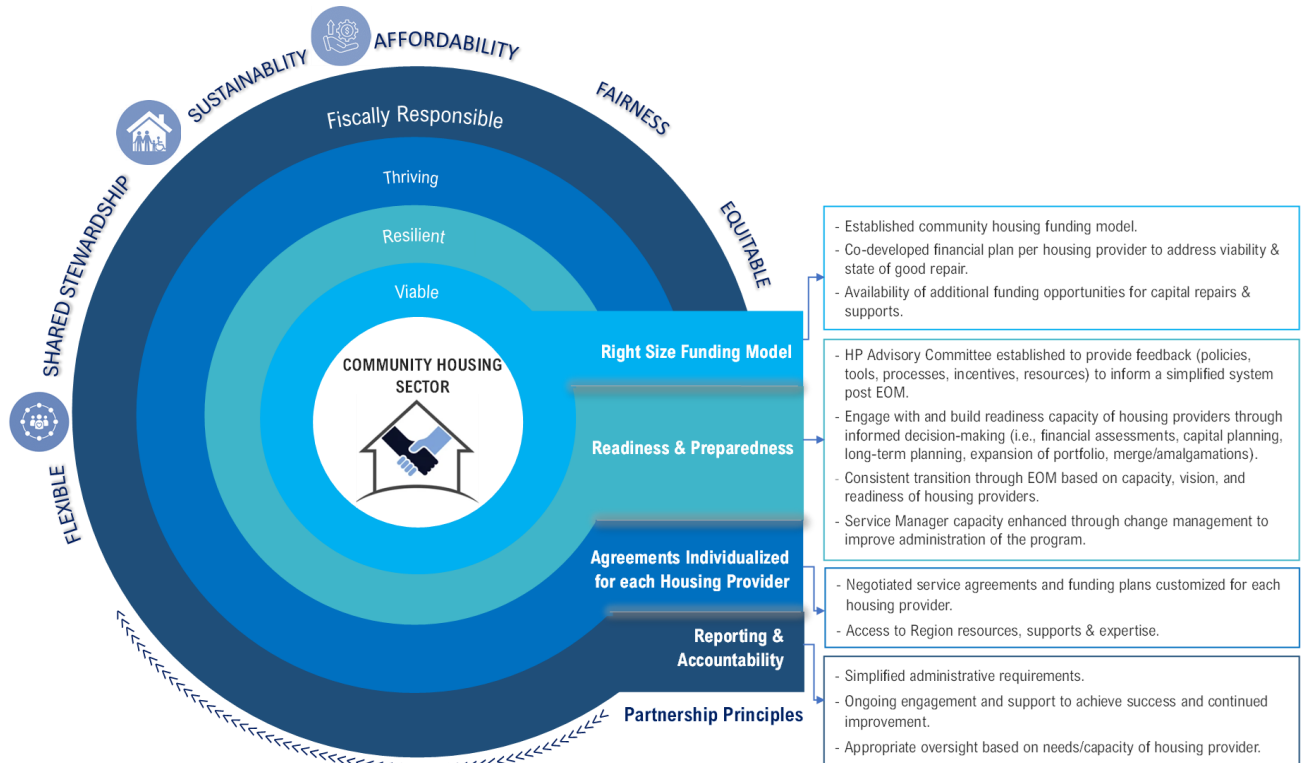 AFFORDABILITY
SUSTAINABLITY
FAIRNESS
Fiscally Responsible
Thriving
SHARED STEWARDSHIP
EQUITABLE
Resilient
Viable
COMMUNITY HOUSING
SECTOR
FLEXIBLE
Right Size Funding Model
- Established community housing funding model.
- Co-developed financial plan per housing provider to address viability &
state of good repair.
- Availability of additional funding opportunities for capital repairs &
supports.
Readiness & Preparedness
- HP Advisory Committee established to provide feedback (policies,
tools, processes, incentives, resources) to inform a simplified system
post EOM.
- Engage with and build readiness capacity of housing providers through
informed decision-making (i.e., financial assessments, capital planning,
long-term planning, expansion of portfolio, merge/amalgamations).
- Consistent transition through EOM based on capacity, vision, and
readiness of housing providers.
- Service Manager capacity enhanced through change management to
improve administration of the program.
Agreements Individualized
for each Housing Provider
- Negotiated service agreements and funding plans customized for each
housing provider.
- Access to Region resources, supports & expertise.
Reporting &
Accountability
- Simplified administrative requirements.
- Ongoing engagement and support to achieve success and continued
improvement.
- Appropriate oversight based on needs/capacity of housing provider.
Partnership Principles